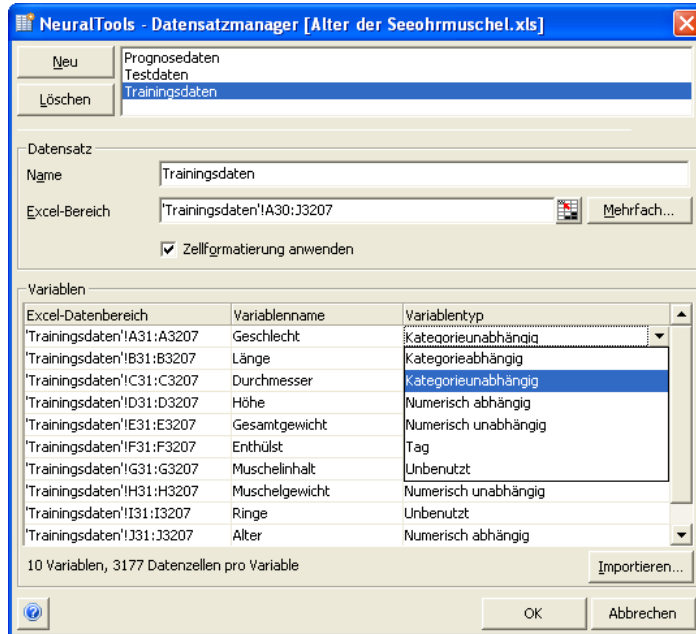 NeuralTools - Datensatzmanager [Alter der Seeohrmuschel.xls]
Neu
Löschen
Prognosedaten
Testdaten
Trainingsdaten
Datensatz
Name Trainingsdaten
Excel-Bereich 'Trainingsdaten'!A30:J3207 Mehrfach...
Zellformatierung anwenden
Variablen
Excel-Datenbereich Variablenname Variablentyp
'Trainingsdaten'!A31:A3207 Geschlecht Kategorieunabhängig
'Trainingsdaten'!B31:B3207 Länge Kategorieabhängig
'Trainingsdaten'!C31:C3207 Durchmesser Kategorieunabhängig
'Trainingsdaten'!D31:D3207 Höhe Numerisch abhängig
'Trainingsdaten'!E31:E3207 Gesamtgewicht Numerisch unabhängig
'Trainingsdaten'!F31:F3207 Enthülst Tag
'Trainingsdaten'!G31:G3207 Muschelinhalt Unbenutzt
'Trainingsdaten'!H31:H3207 Muschelgewicht Numerisch unabhängig
'Trainingsdaten'!I31:I3207 Ringe Unbenutzt
'Trainingsdaten'!J31:J3207 Alter Numerisch abhängig
10 Variablen, 3177 Datenzellen pro Variable Importieren...
OK Abbrechen